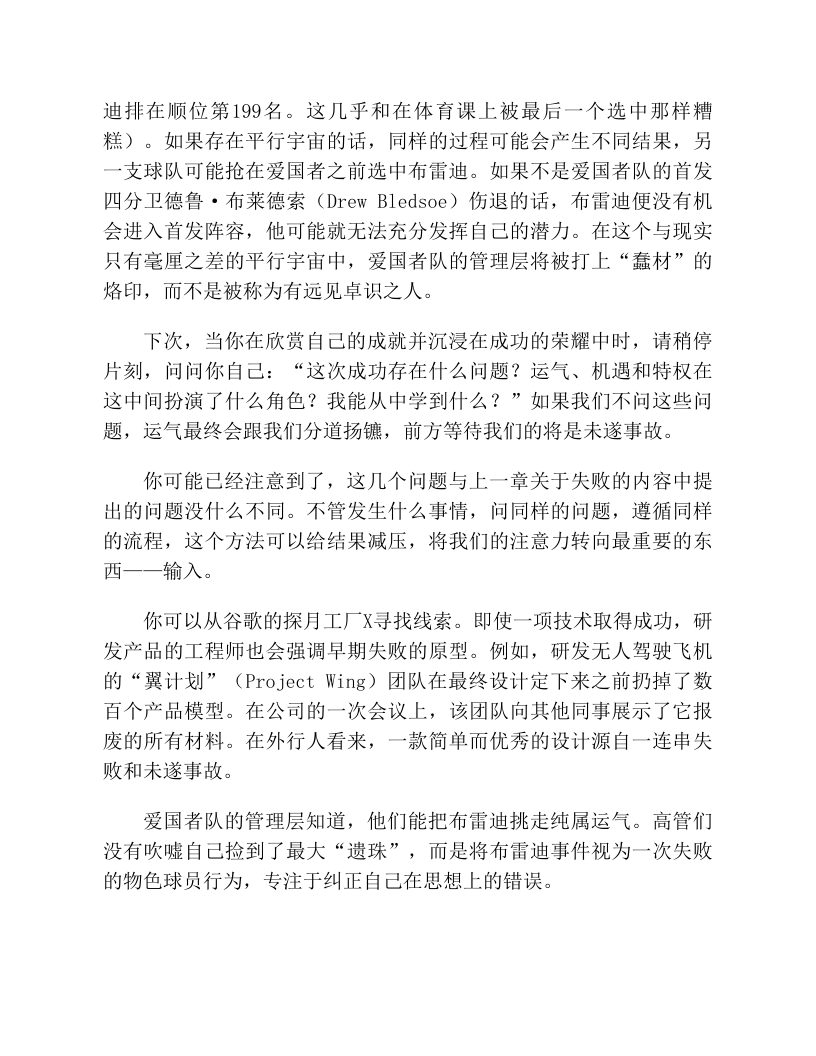 迪排在顺位第199名。这几乎和在体育课上被最后一个选中那样糟
糕）。如果存在平行宇宙的话，同样的过程可能会产生不同结果，另
一支球队可能抢在爱国者之前选中布雷迪。如果不是爱国者队的首发
四分卫德鲁·布莱德索（Drew Bledsoe）伤退的话，布雷迪便没有机
会进入首发阵容，他可能就无法充分发挥自己的潜力。在这个与现实
只有毫厘之差的平行宇宙中，爱国者队的管理层将被打上“蠢材”的
烙印，而不是被称为有远见卓识之人。
下次，当你在欣赏自己的成就并沉浸在成功的荣耀中时，请稍停
片刻，问问你自己：“这次成功存在什么问题？运气、机遇和特权在
这中间扮演了什么角色？我能从中学到什么？”如果我们不问这些问
题，运气最终会跟我们分道扬镳，前方等待我们的将是未遂事故。
你可能已经注意到了，这几个问题与上一章关于失败的内容中提
出的问题没什么不同。不管发生什么事情，问同样的问题，遵循同样
的流程，这个方法可以给结果减压，将我们的注意力转向最重要的东
西——输入。
你可以从谷歌的探月工厂X寻找线索。即使一项技术取得成功，研
发产品的工程师也会强调早期失败的原型。例如，研发无人驾驶飞机
的“翼计划”（Project Wing）团队在最终设计定下来之前扔掉了数
百个产品模型。在公司的一次会议上，该团队向其他同事展示了它报
废的所有材料。在外行人看来，一款简单而优秀的设计源自一连串失
败和未遂事故。
爱国者队的管理层知道，他们能把布雷迪挑走纯属运气。高管们
没有吹嘘自己捡到了最大“遗珠”，而是将布雷迪事件视为一次失败
的物色球员行为，专注于纠正自己在思想上的错误。